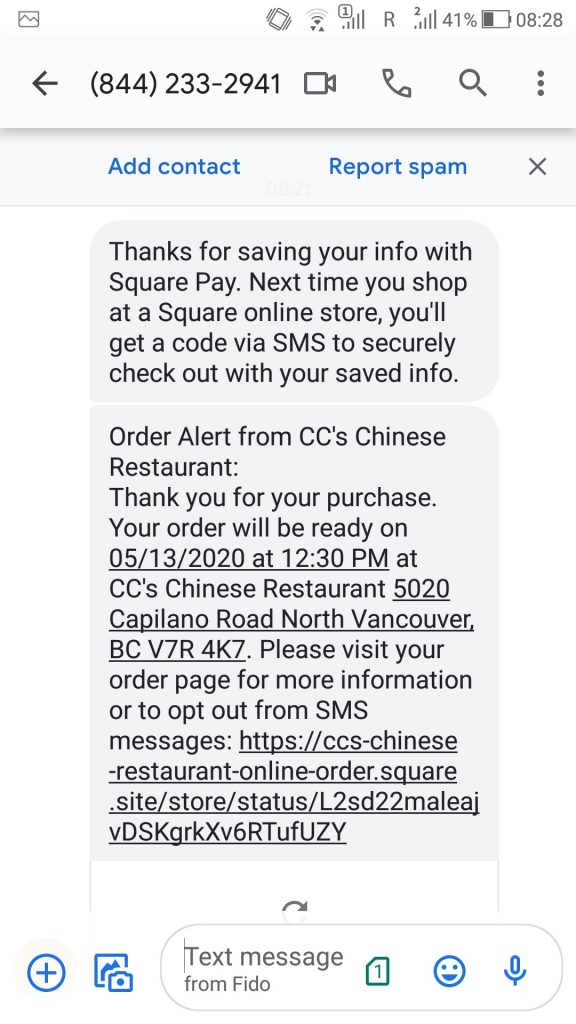 1 R 2 41% 08:28
(844) 233-2941
Add contact Report spam
08:21
Thanks for saving your info with
Square Pay. Next time you shop
at a Square online store, you'll
get a code via SMS to securely
check out with your saved info.
Order Alert from CC's Chinese
Restaurant:
Thank you for your purchase.
Your order will be ready on
05/13/2020 at 12:30 PM at
CC's Chinese Restaurant 5020
Capilano Road North Vancouver,
BC V7R 4K7. Please visit your
order page for more information
or to opt out from SMS
messages: https://ccs-chinese
-restaurant-online-order.square
.site/store/status/L2sd22maleaj
vDSKgrkXv6RTufUZY
Text message
from Fido
1